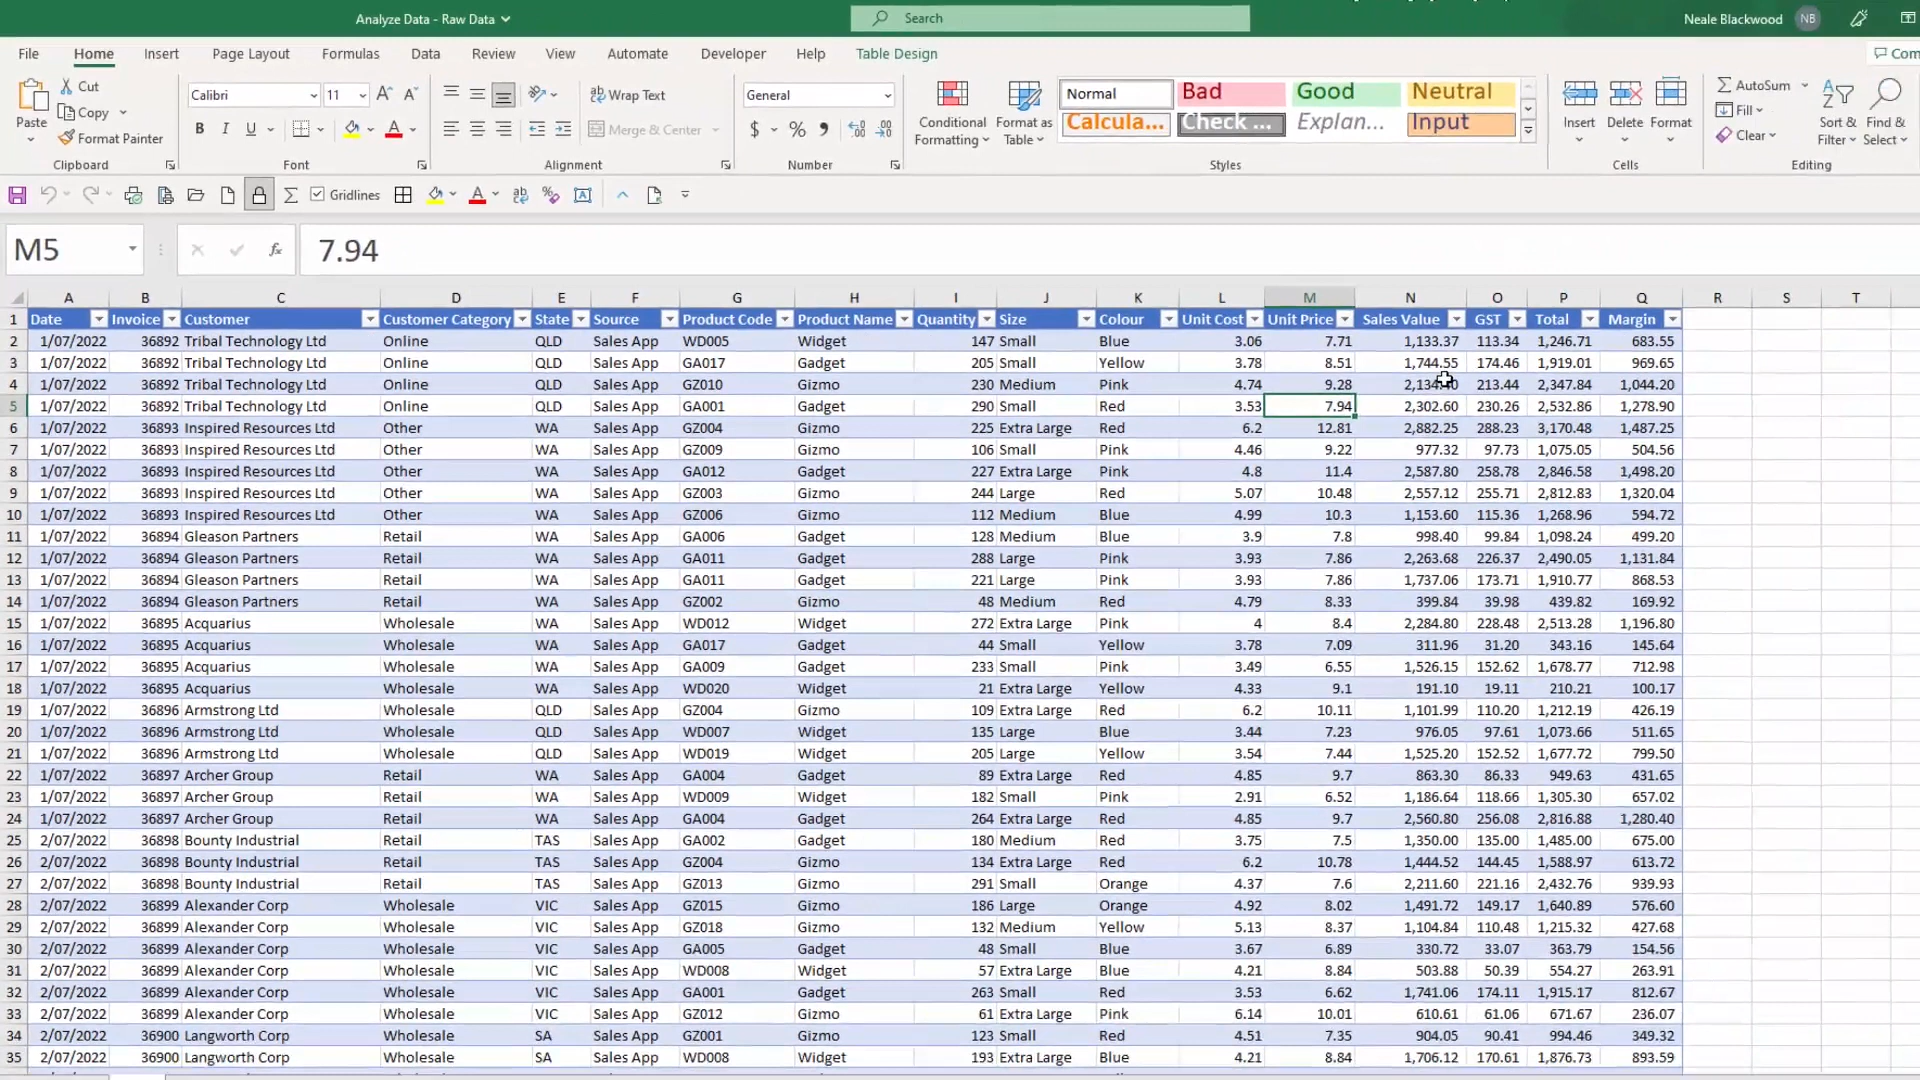 Analyze Data - Raw Data
Search
Neale Blackwood NB
File Home Insert Page Layout Formulas Data Review View Automate Developer Help Table Design Com
Paste Cut Copy Format Painter
Calibri 11
B I U
Wrap Text
Merge & Center
General
$ %
Conditional Formatting
Format as Table
Normal Bad Good Neutral
Calcula... Check ... Explan... Input
Insert Delete Format
AutoSum Fill Clear
Sort & Filter
Find & Select
Clipboard Font Alignment Number Styles Cells Editing
Gridlines
M5 fx 7.94
A B C D E F G H I J K L M N O P Q R S T
1 Date Invoice Customer Customer Category State Source Product Code Product Name Quantity Size Colour Unit Cost Unit Price Sales Value GST Total Margin
2 1/07/2022 36892 Tribal Technology Ltd Online QLD Sales App WD005 Widget 147 Small Blue 3.06 7.71 1,133.37 113.34 1,246.71 683.55
3 1/07/2022 36892 Tribal Technology Ltd Online QLD Sales App GA017 Gadget 205 Small Yellow 3.78 8.51 1,744.55 174.46 1,919.01 969.65
4 1/07/2022 36892 Tribal Technology Ltd Online QLD Sales App GZ010 Gizmo 230 Medium Pink 4.74 9.28 213.44 2,347.84 1,044.20
5 1/07/2022 36892 Tribal Technology Ltd Online QLD Sales App GA001 Gadget 290 Small Red 3.53 7.94 2,302.60 230.26 2,532.86 1,278.90
6 1/07/2022 36893 Inspired Resources Ltd Other WA Sales App GZ004 Gizmo 225 Extra Large Red 6.2 12.81 2,882.25 288.23 3,170.48 1,487.25
7 1/07/2022 36893 Inspired Resources Ltd Other WA Sales App GZ009 Gizmo 106 Small Pink 4.46 9.22 977.32 97.73 1,075.05 504.56
8 1/07/2022 36893 Inspired Resources Ltd Other WA Sales App GA012 Gadget 227 Extra Large Pink 4.8 11.4 2,587.80 258.78 2,846.58 1,498.20
9 1/07/2022 36893 Inspired Resources Ltd Other WA Sales App GZ003 Gizmo 244 Large Red 5.07 10.48 2,557.12 255.71 2,812.83 1,320.04
10 1/07/2022 36893 Inspired Resources Ltd Other WA Sales App GZ006 Gizmo 112 Medium Blue 4.99 10.3 1,153.60 115.36 1,268.96 594.72
11 1/07/2022 36894 Gleason Partners Retail WA Sales App GA006 Gadget 128 Medium Blue 3.9 7.8 998.40 99.84 1,098.24 499.20
12 1/07/2022 36894 Gleason Partners Retail WA Sales App GA011 Gadget 288 Large Pink 3.93 7.86 2,263.68 226.37 2,490.05 1,131.84
13 1/07/2022 36894 Gleason Partners Retail WA Sales App GA011 Gadget 221 Large Pink 3.93 7.86 1,737.06 173.71 1,910.77 868.53
14 1/07/2022 36894 Gleason Partners Retail WA Sales App GZ002 Gizmo 48 Medium Red 4.79 8.33 399.84 39.98 439.82 169.92
15 1/07/2022 36895 Acquarius Wholesale WA Sales App WD012 Widget 272 Extra Large Pink 4 8.4 2,284.80 228.48 2,513.28 1,196.80
16 1/07/2022 36895 Acquarius Wholesale WA Sales App GA017 Gadget 44 Small Yellow 3.78 7.09 311.96 31.20 343.16 145.64
17 1/07/2022 36895 Acquarius Wholesale WA Sales App GA009 Gadget 233 Small Pink 3.49 6.55 1,526.15 152.62 1,678.77 712.98
18 1/07/2022 36895 Acquarius Wholesale WA Sales App WD020 Widget 21 Extra Large Yellow 4.33 9.1 191.10 19.11 210.21 100.17
19 1/07/2022 36896 Armstrong Ltd Wholesale QLD Sales App GZ004 Gizmo 109 Extra Large Red 6.2 10.11 1,101.99 110.20 1,212.19 426.19
20 1/07/2022 36896 Armstrong Ltd Wholesale QLD Sales App WD007 Widget 135 Large Blue 3.44 7.23 976.05 97.61 1,073.66 511.65
21 1/07/2022 36896 Armstrong Ltd Wholesale QLD Sales App WD019 Widget 205 Large Yellow 3.54 7.44 1,525.20 152.52 1,677.72 799.50
22 1/07/2022 36897 Archer Group Retail WA Sales App GA004 Gadget 89 Extra Large Red 4.85 9.7 863.30 86.33 949.63 431.65
23 1/07/2022 36897 Archer Group Retail WA Sales App WD009 Widget 182 Small Pink 2.91 6.52 1,186.64 118.66 1,305.30 657.02
24 1/07/2022 36897 Archer Group Retail WA Sales App GA004 Gadget 264 Extra Large Red 4.85 9.7 2,560.80 256.08 2,816.88 1,280.40
25 2/07/2022 36898 Bounty Industrial Retail TAS Sales App GA002 Gadget 180 Medium Red 3.75 7.5 1,350.00 135.00 1,485.00 675.00
26 2/07/2022 36898 Bounty Industrial Retail TAS Sales App GZ004 Gizmo 134 Extra Large Red 6.2 10.78 1,444.52 144.45 1,588.97 613.72
27 2/07/2022 36898 Bounty Industrial Retail TAS Sales App GZ013 Gizmo 291 Small Orange 4.37 7.6 2,211.60 221.16 2,432.76 939.93
28 2/07/2022 36899 Alexander Corp Wholesale VIC Sales App GZ015 Gizmo 186 Large Orange 4.92 8.02 1,491.72 149.17 1,640.89 576.60
29 2/07/2022 36899 Alexander Corp Wholesale VIC Sales App GZ018 Gizmo 132 Medium Yellow 5.13 8.37 1,104.84 110.48 1,215.32 427.68
30 2/07/2022 36899 Alexander Corp Wholesale VIC Sales App GA005 Gadget 48 Small Blue 3.67 6.89 330.72 33.07 363.79 154.56
31 2/07/2022 36899 Alexander Corp Wholesale VIC Sales App WD008 Widget 57 Extra Large Blue 4.21 8.84 503.88 50.39 554.27 263.91
32 2/07/2022 36899 Alexander Corp Wholesale VIC Sales App GA001 Gadget 263 Small Red 3.53 6.62 1,741.06 174.11 1,915.17 812.67
33 2/07/2022 36899 Alexander Corp Wholesale VIC Sales App GZ012 Gizmo 61 Extra Large Pink 6.14 10.01 610.61 61.06 671.67 236.07
34 2/07/2022 36900 Langworth Corp Wholesale SA Sales App GZ001 Gizmo 123 Small Red 4.51 7.35 904.05 90.41 994.46 349.32
35 2/07/2022 36900 Langworth Corp Wholesale SA Sales App WD008 Widget 193 Extra Large Blue 4.21 8.84 1,706.12 170.61 1,876.73 893.59